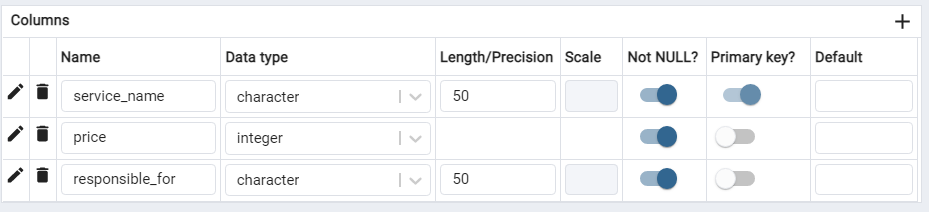 Columns
Name Data type Length/Precision Scale Not NULL? Primary key? Default
service_name character 50
price integer
responsible_for character 50